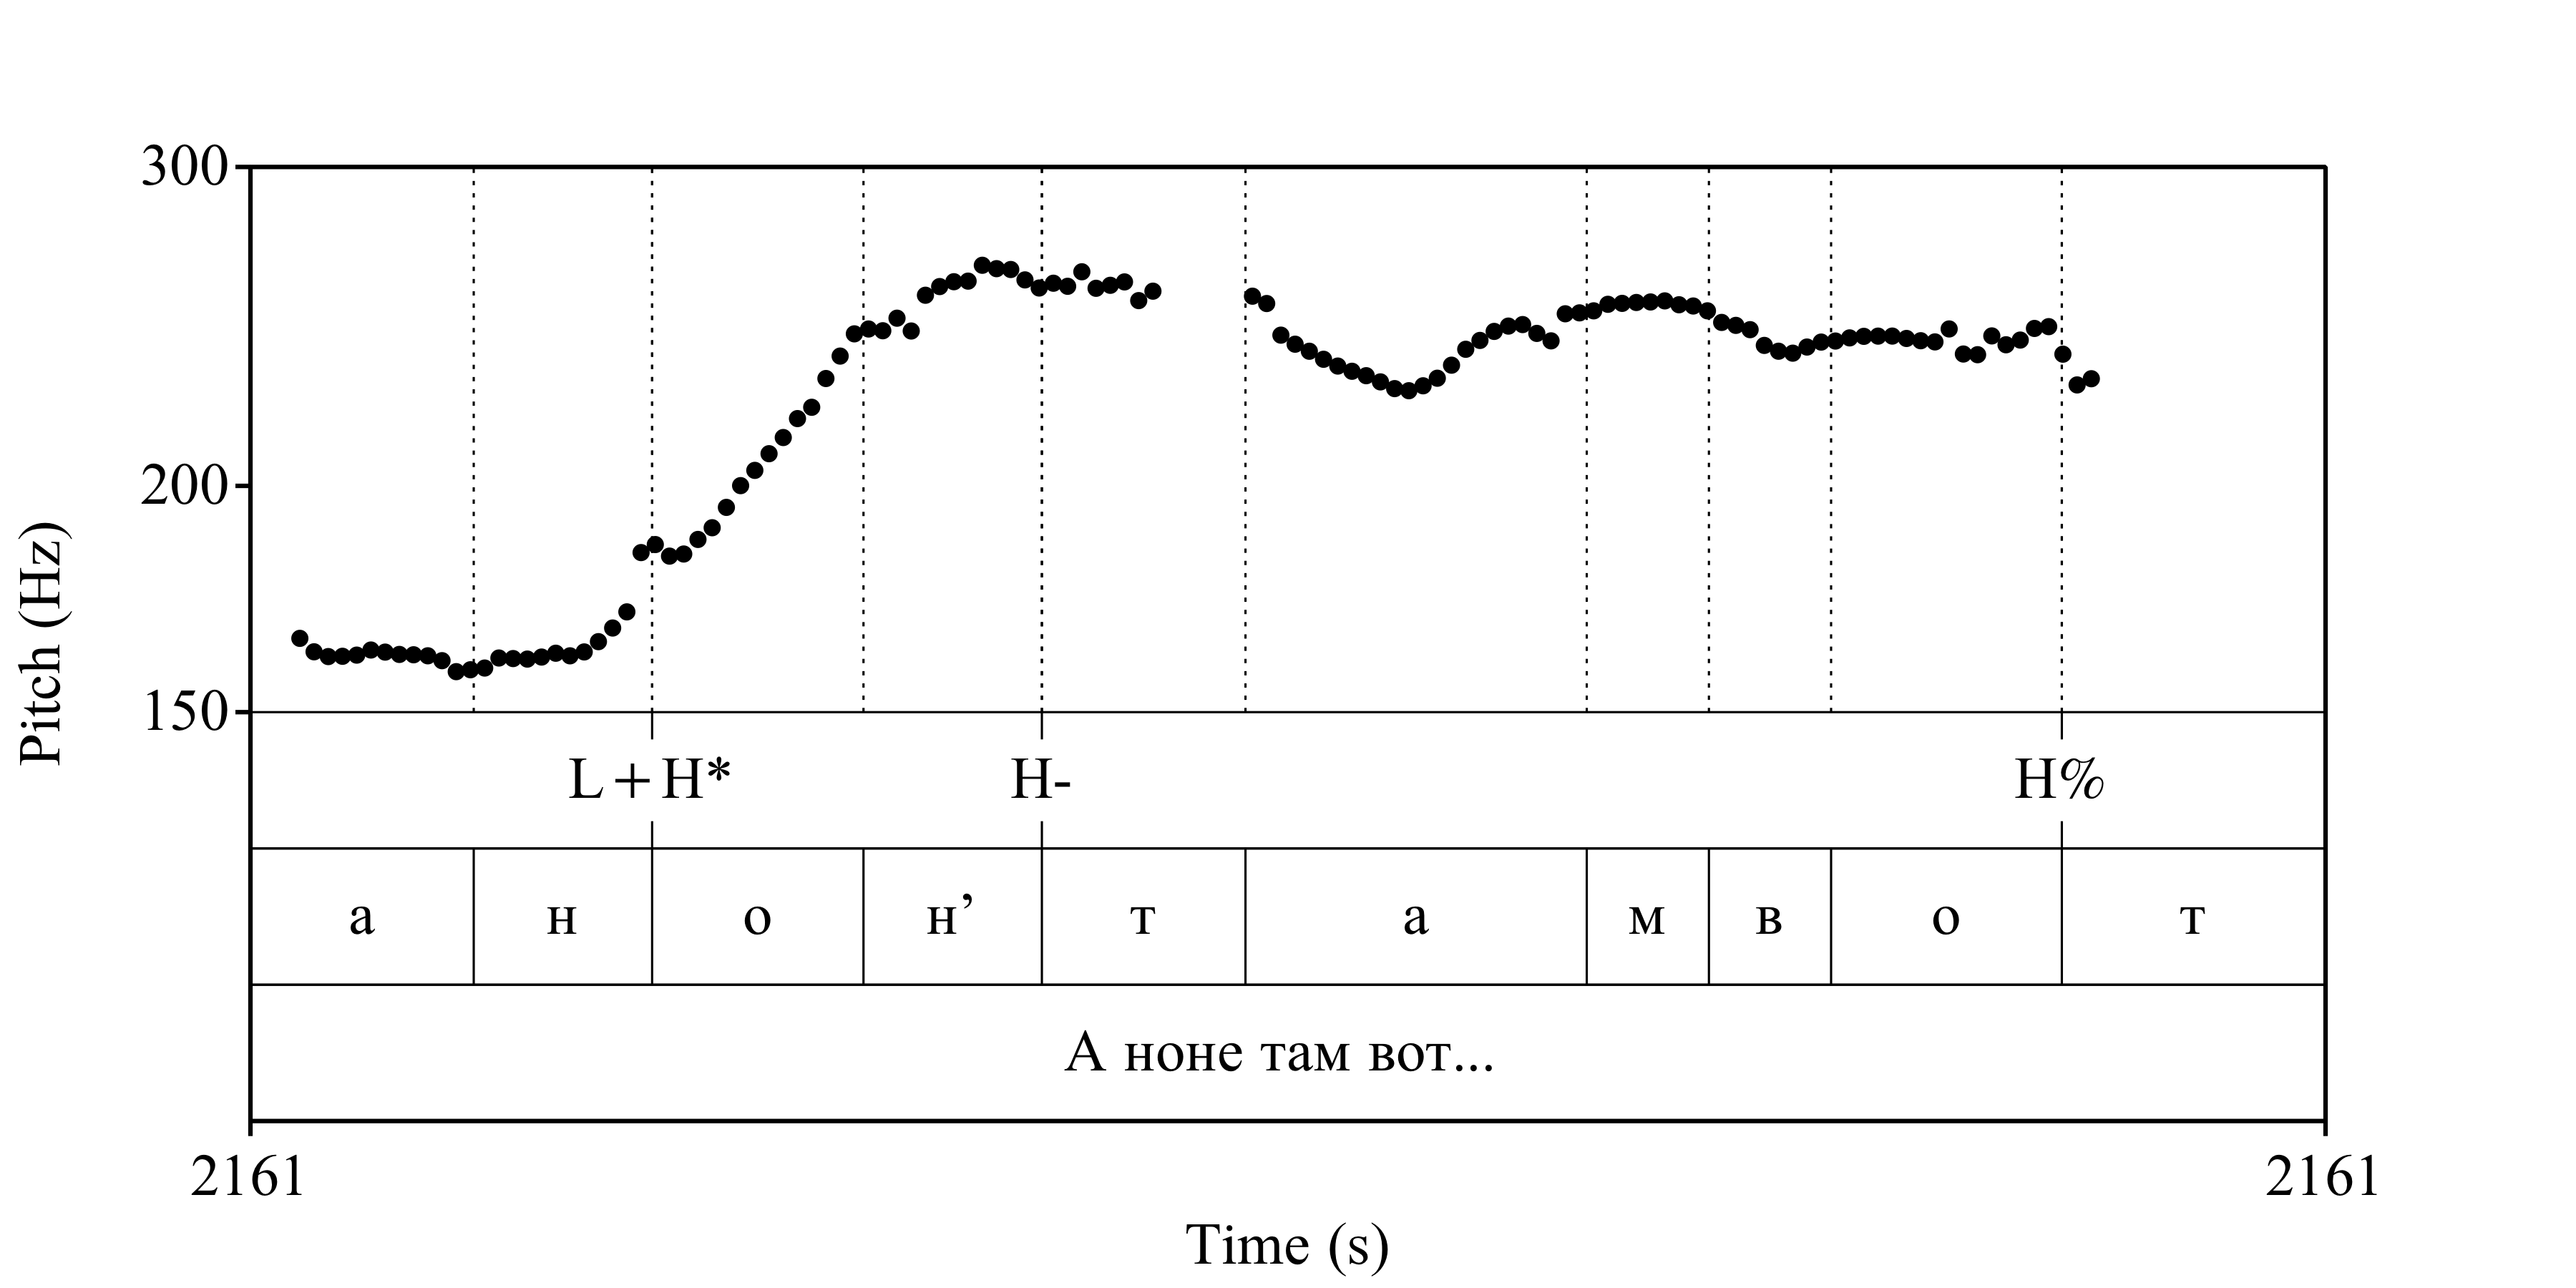 300
200
150
Pitch (Hz)
L+H* H- H%
а н о н’ т а м в о т
А ноне там вот...
2161 2161
Time (s)